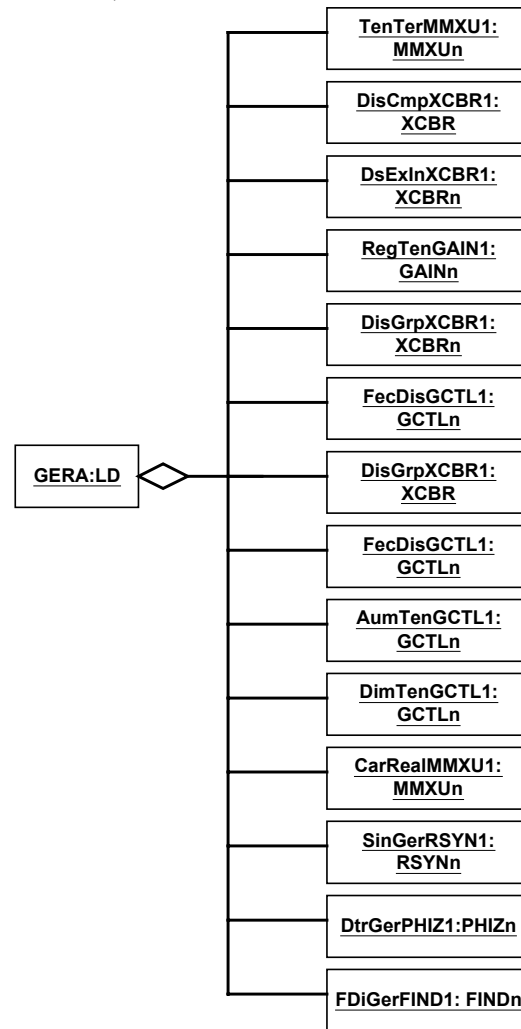 TenTerMMXU1:
MMXUn
DisCmpXCBR1:
XCBR
DsExInXCBR1:
XCBRn
RegTenGAIN1:
GAINn
DisGrpXCBR1:
XCBRn
FecDisGCTL1:
GCTLn
GERA:LD
DisGrpXCBR1:
XCBR
FecDisGCTL1:
GCTLn
AumTenGCTL1:
GCTLn
DimTenGCTL1:
GCTLn
CarRealMMXU1:
MMXUn
SinGerRSYN1:
RSYNn
DtrGerPHIZ1:PHIZn
FDiGerFIND1: FINDn